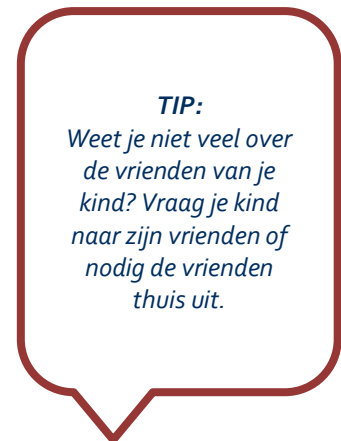 TIP:
Weet je niet veel over
de vrienden van je
kind? Vraag je kind
naar zijn vrienden of
nodig de vrienden
thuis uit.